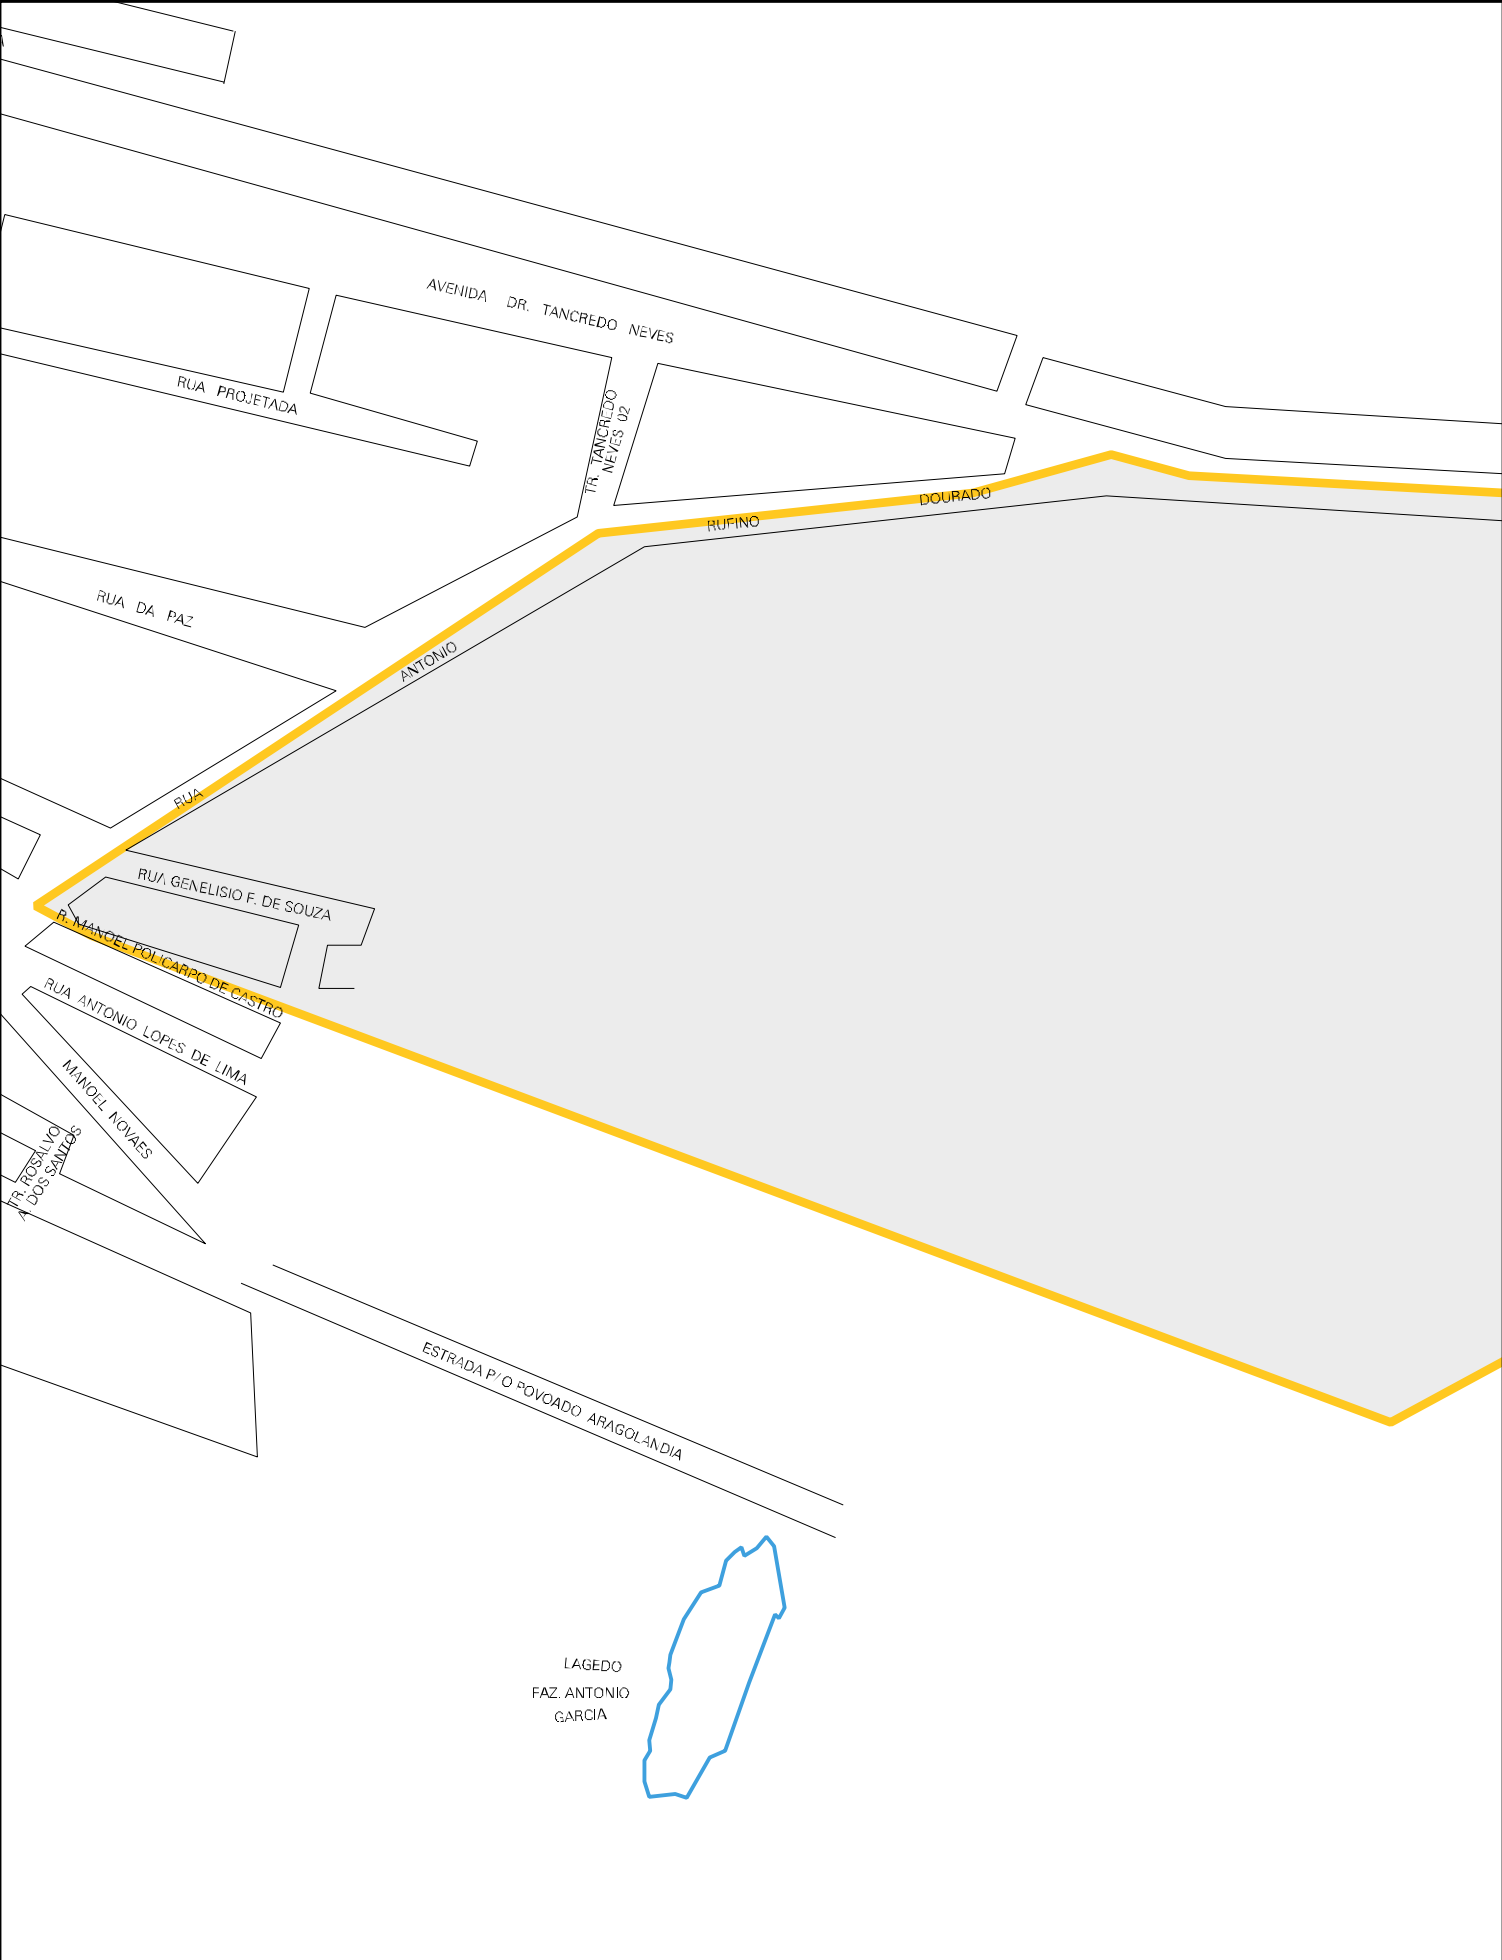 AVENIDA DR. TANCREDO NEVES
RUA PROJETADA
TR. TANCREDO
NEVES 02
RUA ANTONIO RUFINO DOURADO
RUA DA PAZ
RUA GENELISIO F. DE SOUZA
R. MANOEL POLICARPO DE CASTRO
RUA ANTONIO LOPES DE LIMA
MANOEL NOVAES
TR. ROSALVO
A. DOS SANTOS
ESTRADA P/O POVOADO ARAGOLANDIA
LAGEDO
FAZ. ANTONIO
GARCIA